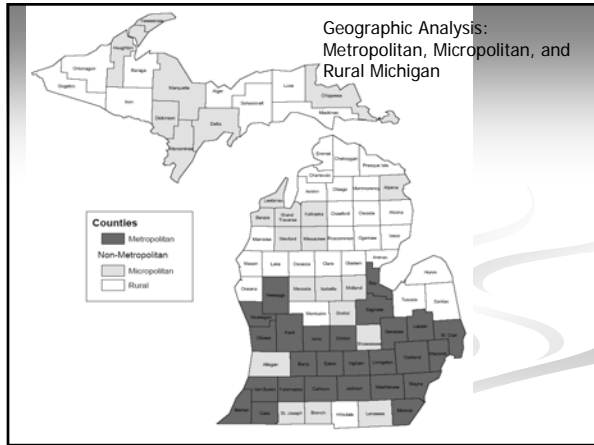 Geographic Analysis:
Metropolitan, Micropolitan, and
Rural Michigan
Keweenaw
Houghton
Ontonagon
Baraga
Gogebic
Marquette
Luce
Alger
Chippewa
Schoolcraft
Iron
Mackinac
Dickinson
Delta
Menominee
Emmet
Cheboygan
Presque Isle
Charlevoix
Leelanau
Antrim
Otsego
Montmorency
Alpena
Benzie
Grand
Traverse
Kalkaska
Crawford
Oscoda
Alcona
Manistee
Wexford
Missaukee
Roscommon
Ogemaw
Iosco
Arenac
Mason
Lake
Osceola
Clare
Gladwin
Huron
Oceana
Newaygo
Mecosta
Isabella
Midland
Bay
Tuscola
Sanilac
Muskegon
Montcalm
Gratiot
Saginaw
Ottawa
Kent
Ionia
Clinton
Shiawassee
Genesee
Lapeer
St. Clair
Allegan
Barry
Eaton
Ingham
Livingston
Oakland
Macomb
Van Buren
Kalamazoo
Calhoun
Jackson
Washtenaw
Wayne
Berrien
Cass
St. Joseph
Branch
Hillsdale
Lenawee
Monroe
Counties
Metropolitan
Non-Metropolitan
Micropolitan
Rural